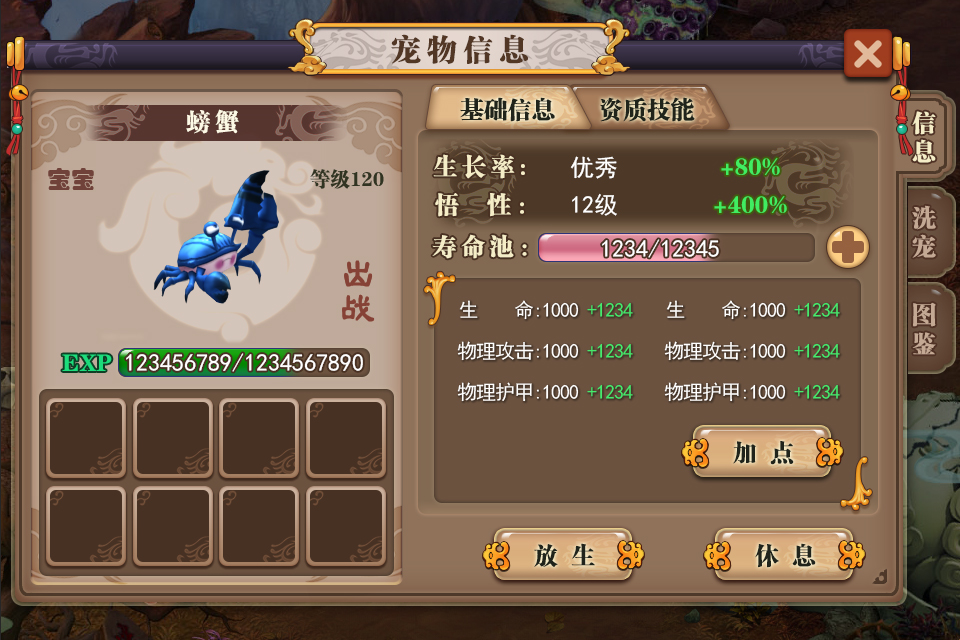 宠物信息
螃蟹
宝宝
等级120
出战
EXP 123456789/1234567890
基础信息 资质技能
生长率: 优秀 +80%
悟 性: 12级 +400%
寿命池: 1234/12345
生 命:1000 +1234 生 命:1000 +1234
物理攻击:1000 +1234 物理攻击:1000 +1234
物理护甲:1000 +1234 物理护甲:1000 +1234
加点
放生 休息
信息
洗宠
图鉴